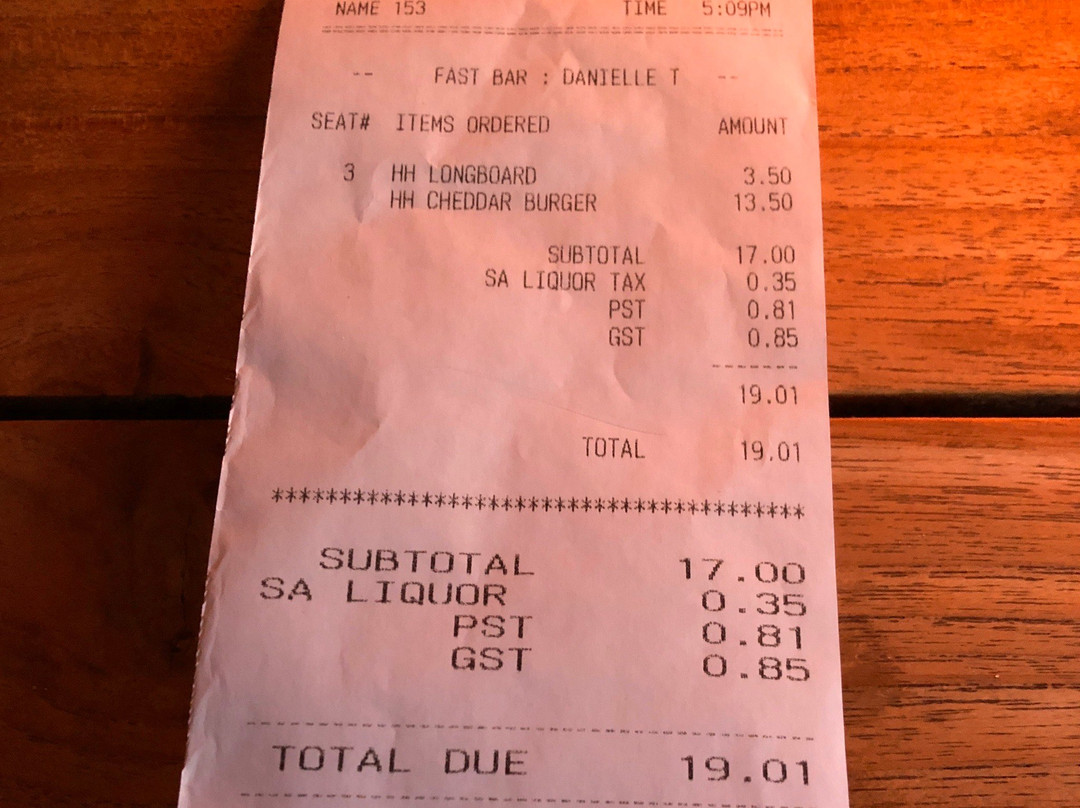 NAME 153 TIME 5:09PM
-- FAST BAR : DANIELLE T --
SEAT# ITEMS ORDERED AMOUNT
3 HH LONGBOARD 3.50
HH CHEDDAR BURGER 13.50
SUBTOTAL 17.00
SA LIQUOR TAX 0.35
PST 0.81
GST 0.85
-------
19.01
TOTAL 19.01
****************************************
SUBTOTAL 17.00
SA LIQUOR 0.35
PST 0.81
GST 0.85
TOTAL DUE 19.01